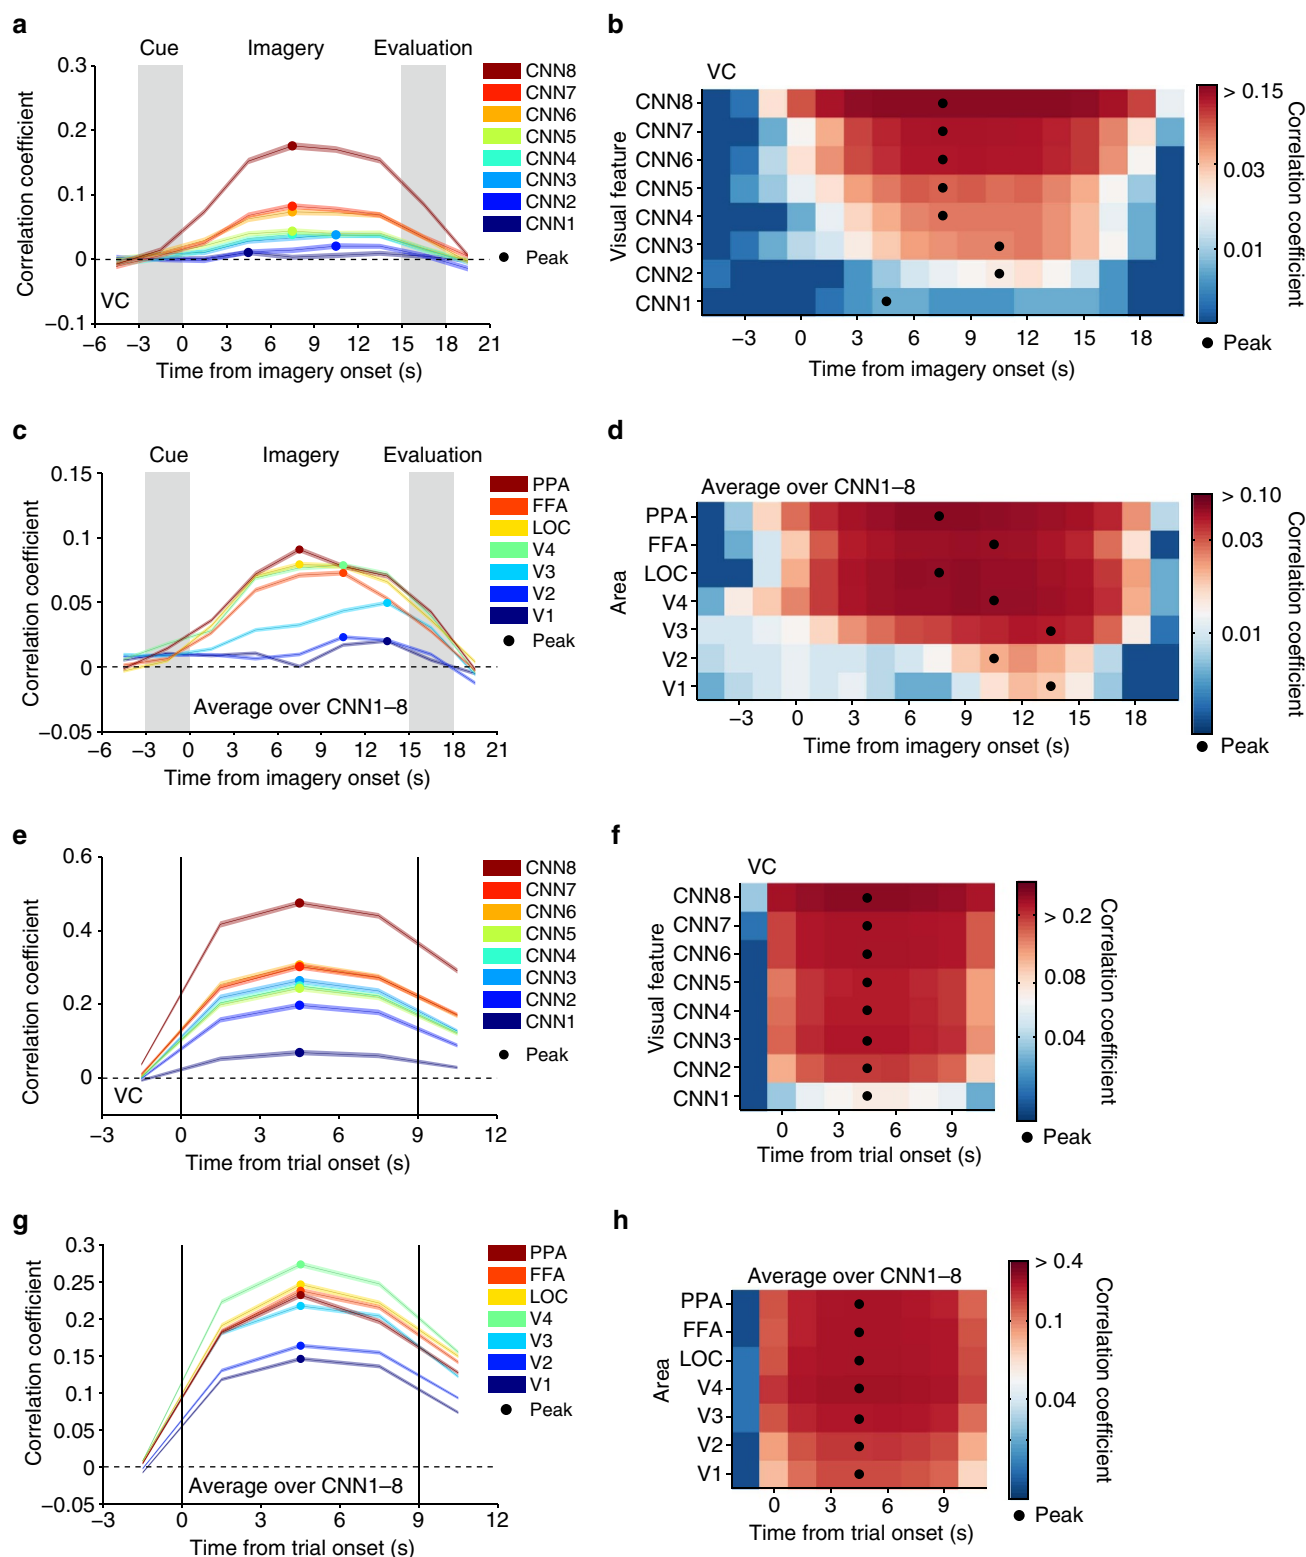 a
Cue
Imagery
Evaluation
0.3
0.2
0.1
0
−0.1
Correlation coefficient
CNN8
CNN7
CNN6
CNN5
CNN4
CNN3
CNN2
CNN1
Peak
VC
−6 −3 0 3 6 9 12 15 18 21
Time from imagery onset (s)
b
VC
Visual feature
CNN8
CNN7
CNN6
CNN5
CNN4
CNN3
CNN2
CNN1
−3 0 3 6 9 12 15 18
Time from imagery onset (s)
> 0.15
0.03
0.01
Correlation coefficient
Peak
c
Cue
Imagery
Evaluation
0.15
0.1
0.05
0
−0.05
Correlation coefficient
PPA
FFA
LOC
V4
V3
V2
V1
Peak
Average over CNN1–8
−6 −3 0 3 6 9 12 15 18 21
Time from imagery onset (s)
d
Average over CNN1–8
Area
PPA
FFA
LOC
V4
V3
V2
V1
−3 0 3 6 9 12 15 18
Time from imagery onset (s)
> 0.10
0.03
0.01
Correlation coefficient
Peak
e
0.6
0.4
0.2
0
Correlation coefficient
CNN8
CNN7
CNN6
CNN5
CNN4
CNN3
CNN2
CNN1
Peak
VC
−3 0 3 6 9 12
Time from trial onset (s)
f
VC
Visual feature
CNN8
CNN7
CNN6
CNN5
CNN4
CNN3
CNN2
CNN1
0 3 6 9
Time from trial onset (s)
> 0.2
0.08
0.04
Correlation coefficient
Peak
g
0.3
0.25
0.2
0.15
0.1
0.05
0
−0.05
Correlation coefficient
PPA
FFA
LOC
V4
V3
V2
V1
Peak
Average over CNN1–8
−3 0 3 6 9 12
Time from trial onset (s)
h
Average over CNN1–8
Area
PPA
FFA
LOC
V4
V3
V2
V1
0 3 6 9
Time from trial onset (s)
> 0.4
0.1
0.04
Correlation coefficient
Peak